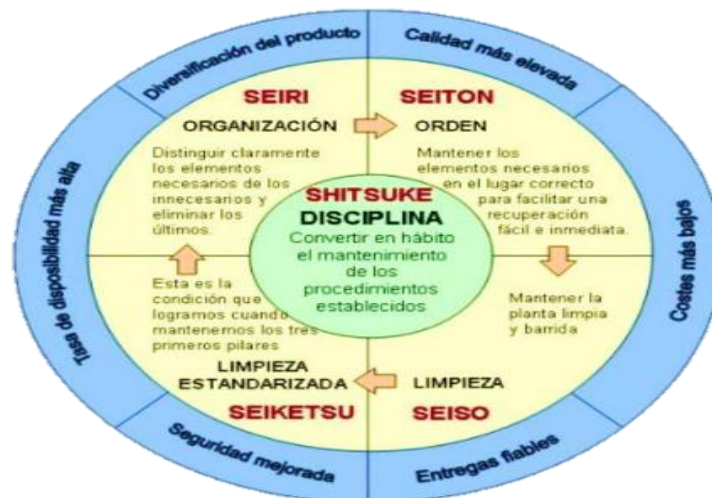 Diversificación del producto
Calidad más elevada
Costes más bajos
Entregas fiables
Seguridad mejorada
Tasa de disposibilidad más alta
SEIRI
ORGANIZACIÓN
Distinguir claramente
los elementos
necesarios de los
innecesarios y
eliminar los
últimos.
SEITON
ORDEN
Mantener los
elementos necesarios
en el lugar correcto
para facilitar una
recuperación
fácil e inmediata.
SHITSUKE
DISCIPLINA
Convertir en hábito
el mantenimiento
de los
procedimientos
establecidos
Mantener la
planta limpia
y barrida
LIMPIEZA
SEISO
Esta es la
condición que
logramos cuando
mantenemos los tres
primeros pilares
LIMPIEZA
ESTANDARIZADA
SEIKETSU